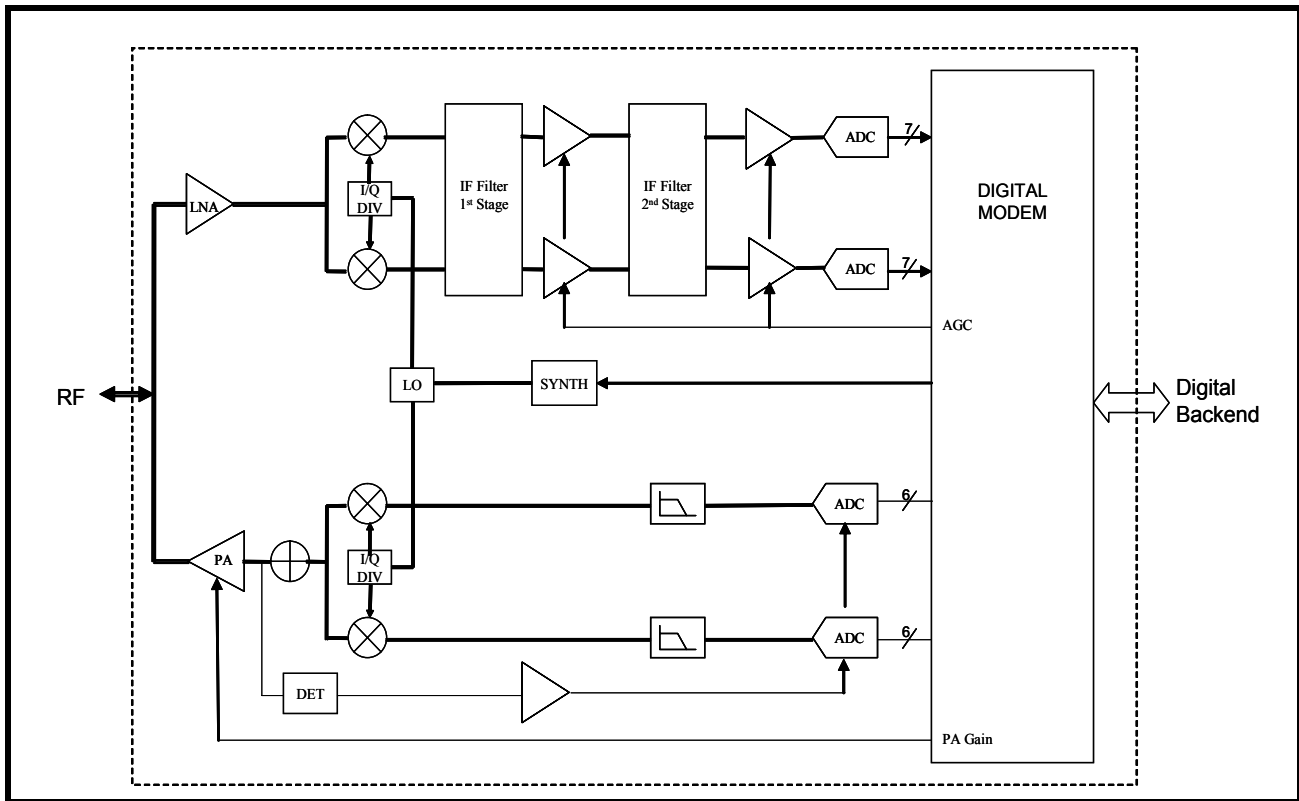 ADC
7
DIGITAL
MODEM
LNA
I/Q
DIV
IF Filter
1st Stage
IF Filter
2nd Stage
ADC
7
AGC
RF
LO
SYNTH
Digital
Backend
ADC
6
PA
I/Q
DIV
ADC
6
DET
PA Gain